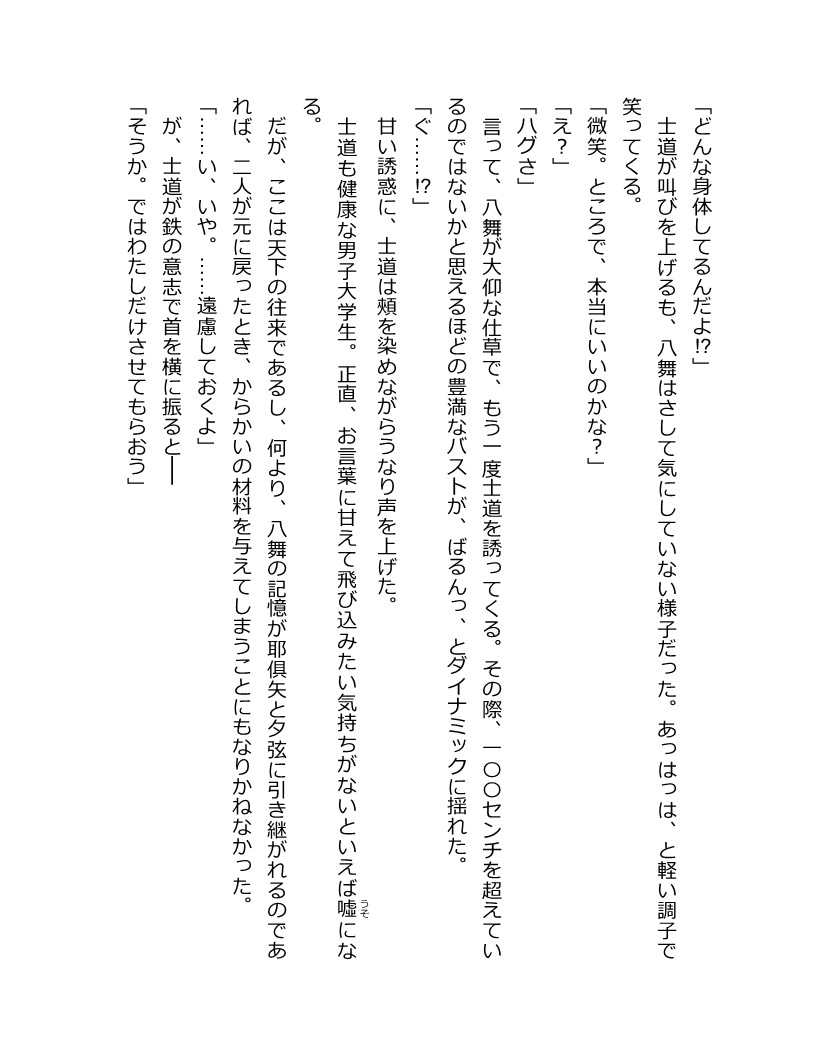 「どんな身体してるんだよ!?」
　士道が叫びを上げるも、八舞はさして気にしていない様子だった。あっはっは、と軽い調子で
笑ってくる。
「微笑。ところで、本当にいいのかな？」
「え？」
「ハグさ」
　言って、八舞が大仰な仕草で、もう一度士道を誘ってくる。その際、一〇〇センチを超えてい
るのではないかと思えるほどの豊満なバストが、ばるんっ、とダイナミックに揺れた。
「ぐ……!?」
　甘い誘惑に、士道は頰を染めながらうなり声を上げた。
　士道も健康な男子大学生。正直、お言葉に甘えて飛び込みたい気持ちがないといえば嘘うそにな
る。
　だが、ここは天下の往来であるし、何より、八舞の記憶が耶俱矢と夕弦に引き継がれるのであ
れば、二人が元に戻ったとき、からかいの材料を与えてしまうことにもなりかねなかった。
「……い、いや。……遠慮しておくよ」
　が、士道が鉄の意志で首を横に振ると――
「そうか。ではわたしだけさせてもらおう」